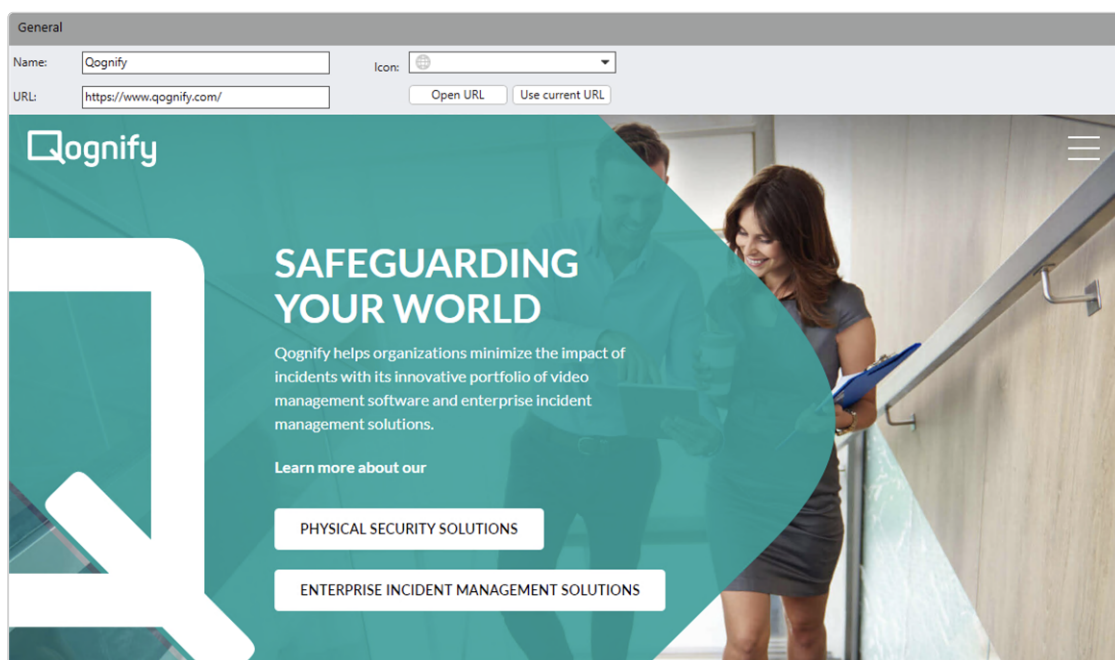 General
Name: Qognify Icon:
URL: https://www.qognify.com/ Open URL Use current URL
Qognify
SAFEGUARDING
YOUR WORLD
Qognify helps organizations minimize the impact of
incidents with its innovative portfolio of video
management software and enterprise incident
management solutions.
Learn more about our
PHYSICAL SECURITY SOLUTIONS
ENTERPRISE INCIDENT MANAGEMENT SOLUTIONS